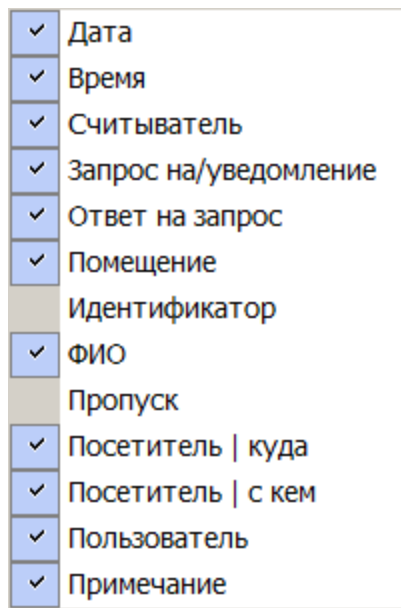 Дата
Время
Считыватель
Запрос на/уведомление
Ответ на запрос
Помещение
Идентификатор
ФИО
Пропуск
Посетитель | куда
Посетитель | с кем
Пользователь
Примечание